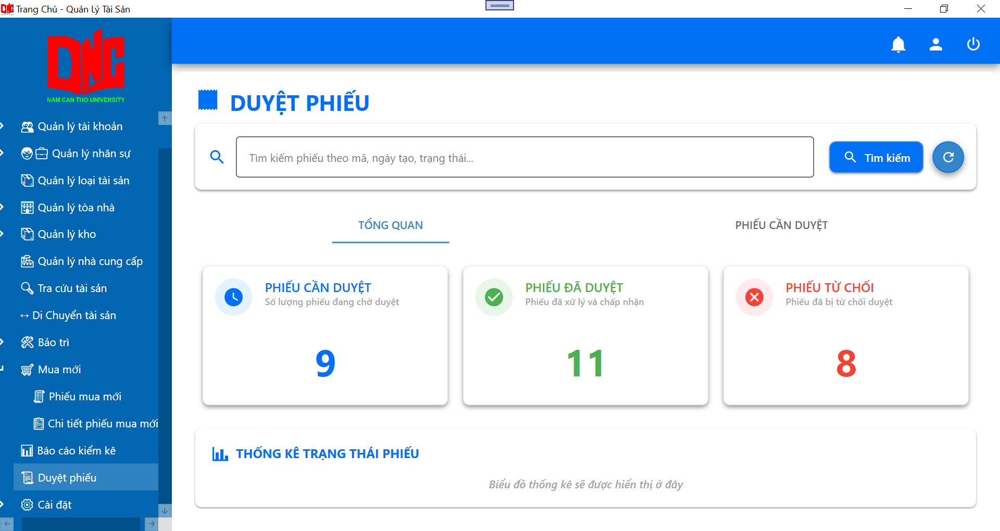 Trang Chủ - Quản Lý Tài Sản
DNC
NAM CAN THO UNIVERSITY
Quản lý tài khoản
Quản lý nhân sự
Quản lý loại tài sản
Quản lý tòa nhà
Quản lý kho
Quản lý nhà cung cấp
Tra cứu tài sản
↔ Di Chuyển tài sản
Bảo trì
Mua mới
Phiếu mua mới
Chi tiết phiếu mua mới
Báo cáo kiểm kê
Duyệt phiếu
Cài đặt
DUYỆT PHIẾU
Tìm kiếm phiếu theo mã, ngày tạo, trạng thái...
Tìm kiếm
TỔNG QUAN
PHIẾU CẦN DUYỆT
PHIẾU CẦN DUYỆT
Số lượng phiếu đang chờ duyệt
9
PHIẾU ĐÃ DUYỆT
Phiếu đã xử lý và chấp nhận
11
PHIẾU TỪ CHỐI
Phiếu đã bị từ chối duyệt
8
THỐNG KÊ TRẠNG THÁI PHIẾU
Biểu đồ thống kê sẽ được hiển thị ở đây